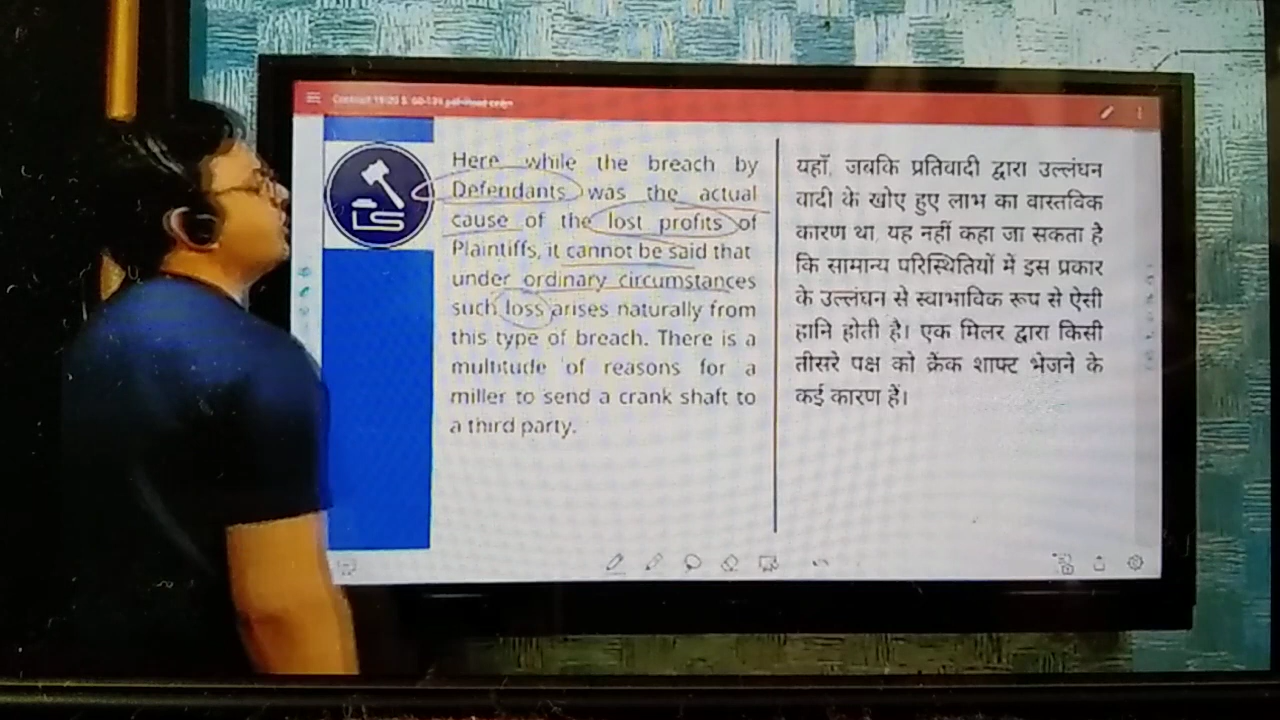 Here while the breach by
Defendants was the actual
cause of the lost profits of
Plaintiffs, it cannot be said that
under ordinary circumstances
such loss arises naturally from
this type of breach. There is a
multitude of reasons for a
miller to send a crank shaft to
a third party.
यहाँ, जबकि प्रतिवादी द्वारा उल्लंघन
वादी के खोए हुए लाभ का वास्तविक
कारण था, यह नहीं कहा जा सकता है
कि सामान्य परिस्थितियों में इस प्रकार
के उल्लंघन से स्वाभाविक रूप से ऐसी
हानि होती है। एक मिलर द्वारा किसी
तीसरे पक्ष को क्रैंक शाफ्ट भेजने के
कई कारण हैं।